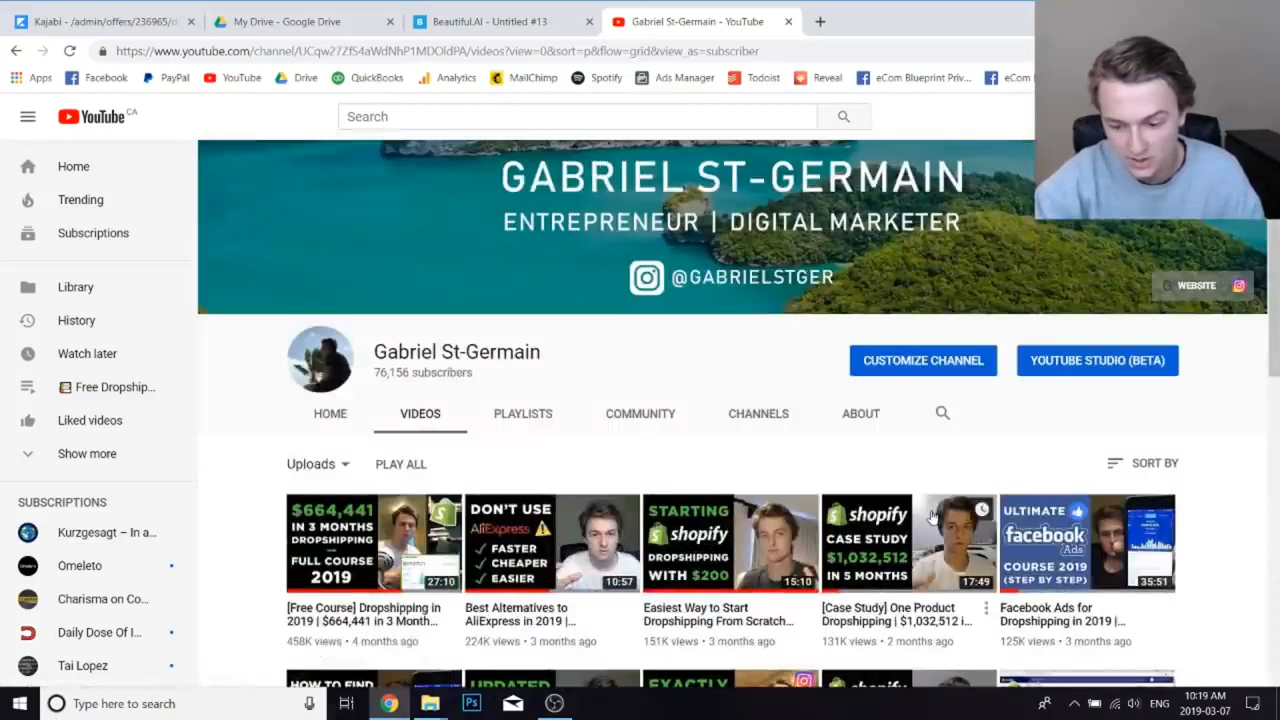 Kajabi - /admin/offers/236965/d
My Drive - Google Drive
Beautiful.AI - Untitled #13
Gabriel St-Germain - YouTube
https://www.youtube.com/channel/UCqw27Zf54aWdNhP1MDOldPA/videos?view=0&sort=p&flow=grid&view_as=subscriber
Apps
Facebook
PayPal
YouTube
Drive
QuickBooks
Analytics
MailChimp
Spotify
Ads Manager
Todoist
Reveal
eCom Blueprint Priv...
eCom
YouTube CA
Search
Home
Trending
Subscriptions
Library
History
Watch later
Free Dropship...
Liked videos
Show more
SUBSCRIPTIONS
Kurzgesagt – In a...
Omeleto
Charisma on Co...
Daily Dose Of I...
Tai Lopez
GABRIEL ST-GERMAIN
ENTREPRENEUR | DIGITAL MARKETER
@GABRIELSTGER
WEBSITE
Gabriel St-Germain
76,156 subscribers
CUSTOMIZE CHANNEL
YOUTUBE STUDIO (BETA)
HOME
VIDEOS
PLAYLISTS
COMMUNITY
CHANNELS
ABOUT
Uploads
PLAY ALL
SORT BY
$664,441
IN 3 MONTHS
DROPSHIPPING
FULL COURSE
2019
27:10
[Free Course] Dropshipping in
2019 | $664,441 in 3 Month...
458K views • 4 months ago
DON'T USE
AliExpress
FASTER
CHEAPER
EASIER
10:57
Best Alternatives to
AliExpress in 2019 |...
224K views • 3 months ago
STARTING
shopify
DROPSHIPPING
WITH $200
15:10
Easiest Way to Start
Dropshipping From Scratch...
151K views • 3 months ago
shopify
CASE STUDY
$1,032,512
IN 5 MONTHS
17:49
[Case Study] One Product
Dropshipping | $1,032,512 i...
131K views • 2 months ago
ULTIMATE
facebook
Ads
COURSE 2019
(STEP BY STEP)
35:51
Facebook Ads for
Dropshipping in 2019 |...
125K views • 3 months ago
HOW TO FIND
UPDATED
EXACTLY
shopify
Type here to search
Ps
ENG
10:19 AM
2019-03-07